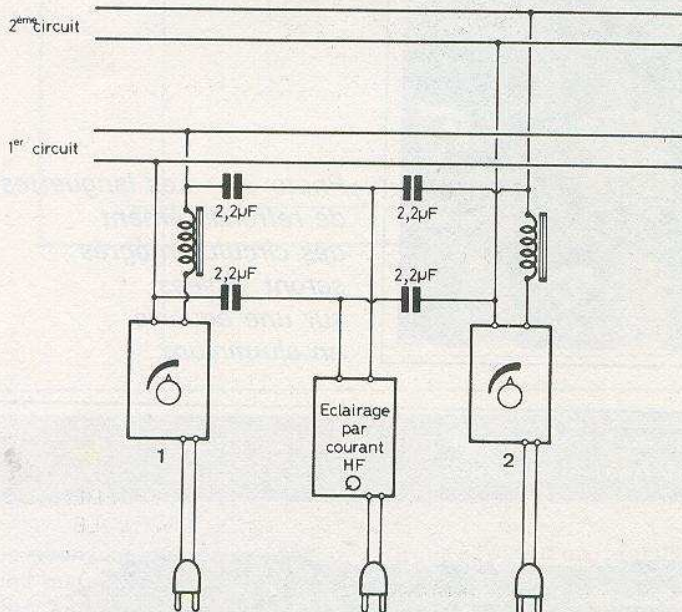 2ème circuit
1er circuit
2,2µF
2,2µF
2,2µF
2,2µF
Eclairage
par
courant
HF
1
2